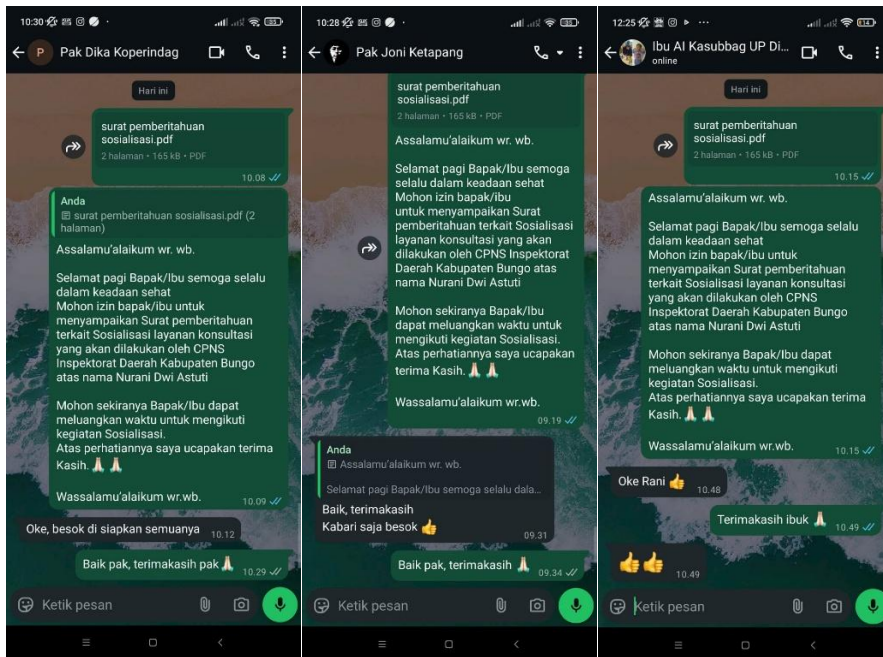 10:30
35
Pak Dika Koperindag
Hari ini
surat pemberitahuan
sosialisasi.pdf
2 halaman • 165 kB • PDF
10.08
Anda
surat pemberitahuan sosialisasi.pdf (2
halaman)
Assalamu'alaikum wr. wb.
Selamat pagi Bapak/Ibu semoga selalu
dalam keadaan sehat
Mohon izin bapak/ibu untuk
menyampaikan Surat
pemberitahuan
terkait Sosialisasi layanan konsultasi
yang akan dilakukan oleh CPNS
Inspektorat Daerah Kabupaten Bungo
atas nama Nurani Dwi Astuti
Mohon sekiranya Bapak/Ibu dapat
meluangkan waktu untuk mengikuti
kegiatan Sosialisasi.
Atas perhatiannya saya ucapakan terima
Kasih. 🙏🏻 🙏🏻
Wassalamu'alaikum wr.wb.
10.09
Oke, besok di siapkan semuanya 10.12
Baik pak, terimakasih pak 🙏🏻 10.29
Ketik pesan
10:28
Pak Joni Ketapang
surat pemberitahuan
sosialisasi.pdf
2 halaman • 165 kB • PDF
Assalamu'alaikum wr. wb.
Selamat pagi Bapak/Ibu semoga
selalu dalam keadaan sehat
Mohon izin bapak/ibu
untuk menyampaikan Surat
pemberitahuan terkait Sosialisasi
layanan konsultasi yang akan
dilakukan oleh CPNS Inspektorat
Daerah Kabupaten Bungo atas
nama Nurani Dwi Astuti
Mohon sekiranya Bapak/Ibu
dapat meluangkan waktu untuk
mengikuti kegiatan Sosialisasi.
Atas perhatiannya saya ucapakan
terima Kasih. 🙏🏻 🙏🏻
Wassalamu'alaikum wr.wb.
09.19
Anda
Assalamu'alaikum wr. wb.
Selamat pagi Bapak/Ibu semoga selalu dala...
Baik, terimakasih
Kabari saja besok 👍
09.31
Baik pak, terimakasih 🙏🏻 09.34
Ketik pesan
12:25
Ibu AI Kasubbag UP Di...
online
Hari ini
surat pemberitahuan
sosialisasi.pdf
2 halaman • 165 kB • PDF
10.15
Assalamu'alaikum wr. wb.
Selamat pagi Bapak/Ibu semoga selalu
dalam keadaan sehat
Mohon izin bapak/ibu untuk
menyampaikan Surat pemberitahuan
terkait Sosialisasi layanan konsultasi
yang akan dilakukan oleh CPNS
Inspektorat Daerah Kabupaten Bungo
atas nama Nurani Dwi Astuti
Mohon sekiranya Bapak/Ibu dapat
meluangkan waktu untuk mengikuti
kegiatan Sosialisasi.
Atas perhatiannya saya ucapakan terima
Kasih. 🙏🏻 🙏🏻
Wassalamu'alaikum wr.wb.
10.15
Oke Rani 👍 10.48
Terimakasih ibuk 🙏🏻 10.49
👍👍
10.49
Ketik pesan